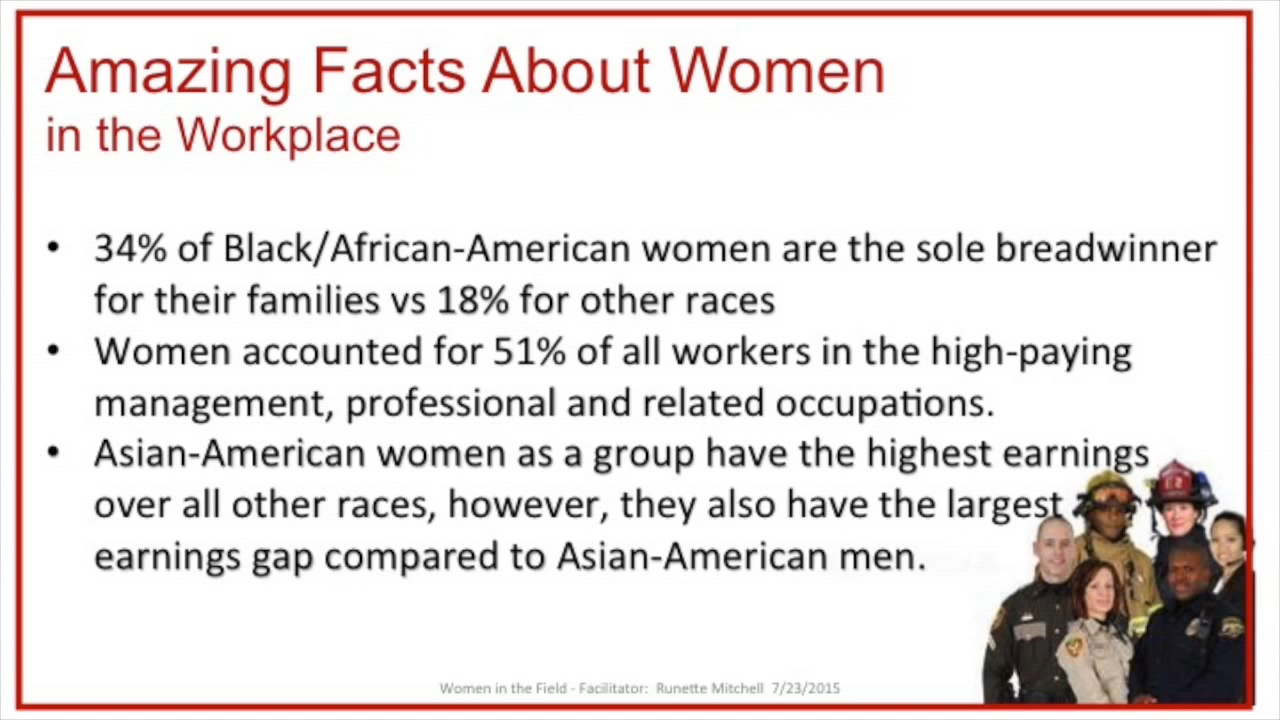 Amazing Facts About Women
in the Workplace
• 34% of Black/African-American women are the sole breadwinner
for their families vs 18% for other races
• Women accounted for 51% of all workers in the high-paying
management, professional and related occupations.
• Asian-American women as a group have the highest earnings
over all other races, however, they also have the largest
earnings gap compared to Asian-American men.
Women in the Field - Facilitator: Runette Mitchell 7/23/2015